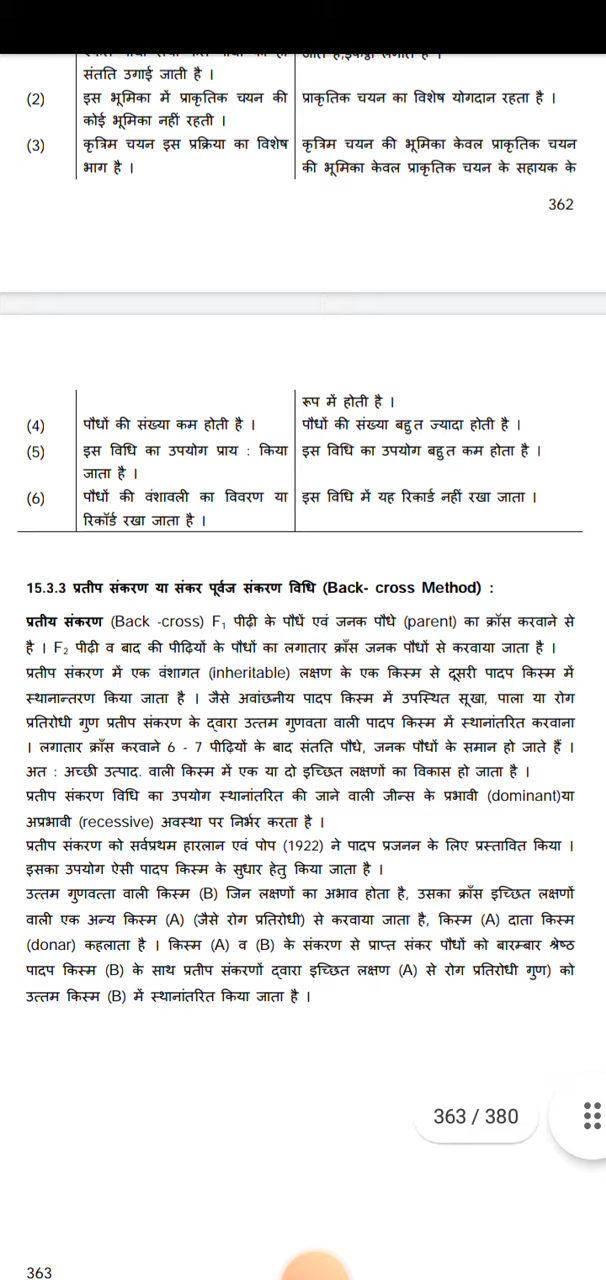 संतति उगाई जाती है ।
(2) इस भूमिका में प्राकृतिक चयन की प्राकृतिक चयन का विशेष योगदान रहता है ।
कोई भूमिका नहीं रहती ।
(3) कृत्रिम चयन इस प्रक्रिया का विशेष कृत्रिम चयन की भूमिका केवल प्राकृतिक चयन
भाग है । की भूमिका केवल प्राकृतिक चयन के सहायक के
362
रूप में होती है ।
(4) पौधों की संख्या कम होती है । पौधों की संख्या बहुत ज्यादा होती है ।
(5) इस विधि का उपयोग प्राय : किया इस विधि का उपयोग बहुत कम होता है ।
जाता है ।
(6) पौधों की वंशावली का विवरण या इस विधि में यह रिकार्ड नहीं रखा जाता ।
रिकॉर्ड रखा जाता है ।
15.3.3 प्रतीप संकरण या संकर पूर्वज संकरण विधि (Back- cross Method) :
प्रतीय संकरण (Back -cross) F₁ पीढ़ी के पौधें एवं जनक पौधे (parent) का क्रॉस करवाने से
है । F₂ पीढ़ी व बाद की पीढ़ियों के पौधों का लगातार क्रॉंस जनक पौधों से करवाया जाता है ।
प्रतीप संकरण में एक वंशागत (inheritable) लक्षण के एक किस्म से दूसरी पादप किस्म में
स्थानान्तरण किया जाता है । जैसे अवांछनीय पादप किस्म में उपस्थित सूखा, पाला या रोग
प्रतिरोधी गुण प्रतीप संकरण के द्वारा उत्तम गुणवता वाली पादप किस्म में स्थानांतरित करवाना
। लगातार क्रॉंस करवाने 6 - 7 पीढ़ियों के बाद संतति पौधे, जनक पौधों के समान हो जाते हैं ।
अत : अच्छी उत्पाद. वाली किस्म में एक या दो इच्छित लक्षणों का विकास हो जाता है ।
प्रतीप संकरण विधि का उपयोग स्थानांतरित की जाने वाली जीन्स के प्रभावी (dominant)या
अप्रभावी (recessive) अवस्था पर निर्भर करता है ।
प्रतीप संकरण को सर्वप्रथम हारलान एवं पोप (1922) ने पादप प्रजनन के लिए प्रस्तावित किया ।
इसका उपयोग ऐसी पादप किस्म के सुधार हेतु किया जाता है ।
उत्तम गुणवत्ता वाली किस्म (B) जिन लक्षणों का अभाव होता है, उसका क्रॉस इच्छित लक्षणों
वाली एक अन्य किस्म (A) (जैसे रोग प्रतिरोधी) से करवाया जाता है, किस्म (A) दाता किस्म
(donar) कहलाता है । किस्म (A) व (B) के संकरण से प्राप्त संकर पौधों को बारम्बार श्रेष्ठ
पादप किस्म (B) के साथ प्रतीप संकरणों द्वारा इच्छित लक्षण (A) से रोग प्रतिरोधी गुण) को
उत्तम किस्म (B) में स्थानांतरित किया जाता है ।
363 / 380
363